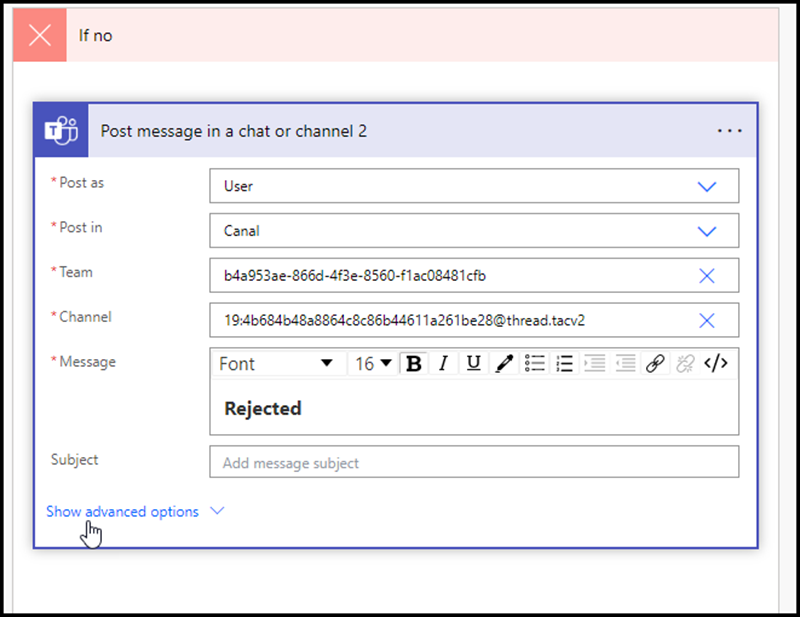 If no
Post message in a chat or channel 2
* Post as
User
* Post in
Canal
* Team
b4a953ae-866d-4f3e-8560-f1ac08481cfb
* Channel
19:4b684b48a8864c8c86b44611a261be28@thread.tacv2
* Message
Font 16 B I U </>
Rejected
Subject
Add message subject
Show advanced options